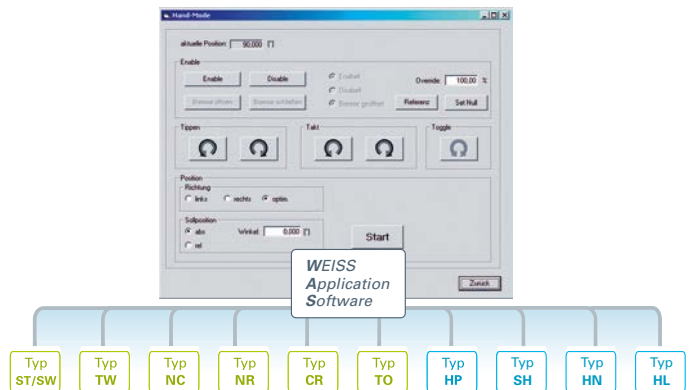 Hand-Mode
aktuelle Position: 90,000 [°]
Enable
Enable Disable Enabled Override: 100,00 %
Disabled
Bremse öffnen Bremse schließen Bremse geöffnet Referenz Set Null
Tippen Takt Toggle
Position
Richtung
links rechts optim.
Sollposition
abs Winkel: 0,000 [°]
rel
Start
Zurück
WEISS
Application
Software
Typ Typ Typ Typ Typ Typ Typ Typ Typ Typ
ST/SW TW NC NR CR TO HP SH HN HL